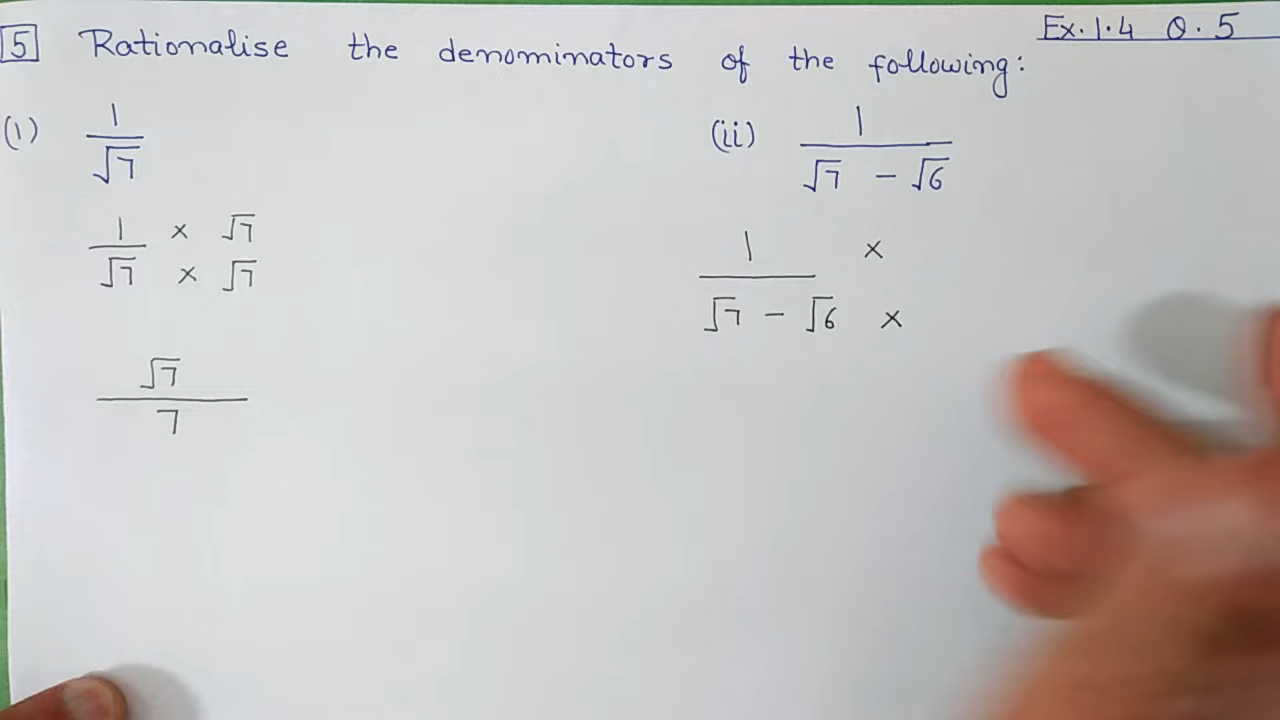 Ex. 1.4 Q. 5
5 Rationalise the denominators of the following:
(i) 1/√7
1/√7 × √7/√7
√7/7
(ii) 1/(√7 - √6)
1 ×
√7 - √6 ×